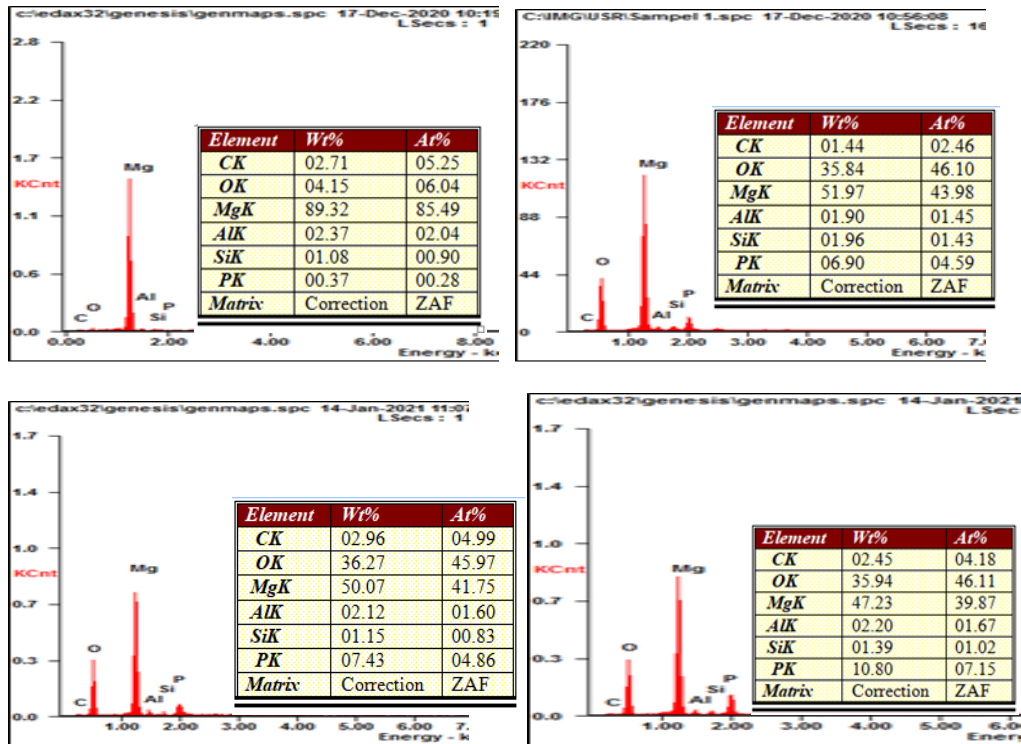 c:\edax32\genesis\genmaps.spc 17-Dec-2020 10:19
LSecs : 1
2.8
2.2
1.7
KCnt
1.1
0.6
0.0
C O Mg Al Si P
0.00 2.00 4.00 6.00 8.00
Energy - k
Element Wt% At%
CK 02.71 05.25
OK 04.15 06.04
MgK 89.32 85.49
AlK 02.37 02.04
SiK 01.08 00.90
PK 00.37 00.28
Matrix Correction ZAF
C:\IMG\USR\Sampel 1.spc 17-Dec-2020 10:56:08
LSecs : 16
220
176
132
KCnt
88
44
0
C O Mg Al Si P
1.00 2.00 3.00 4.00 5.00 6.00 7.
Energy - k
Element Wt% At%
CK 01.44 02.46
OK 35.84 46.10
MgK 51.97 43.98
AlK 01.90 01.45
SiK 01.96 01.43
PK 06.90 04.59
Matrix Correction ZAF
c:\edax32\genesis\genmaps.spc 14-Jan-2021 11:07
LSecs : 1
1.7
1.4
1.0
KCnt
0.7
0.3
0.0
C O Mg Al Si P
1.00 2.00 3.00 4.00 5.00 6.00 7.
Energy -
Element Wt% At%
CK 02.96 04.99
OK 36.27 45.97
MgK 50.07 41.75
AlK 02.12 01.60
SiK 01.15 00.83
PK 07.43 04.86
Matrix Correction ZAF
c:\edax32\genesis\genmaps.spc 14-Jan-2021
LSec
1.7
1.4
1.0
KCnt
0.7
0.3
0.0
C O Mg Al Si P
1.00 2.00 3.00 4.00 5.00 6.0
Energy
Element Wt% At%
CK 02.45 04.18
OK 35.94 46.11
MgK 47.23 39.87
AlK 02.20 01.67
SiK 01.39 01.02
PK 10.80 07.15
Matrix Correction ZAF